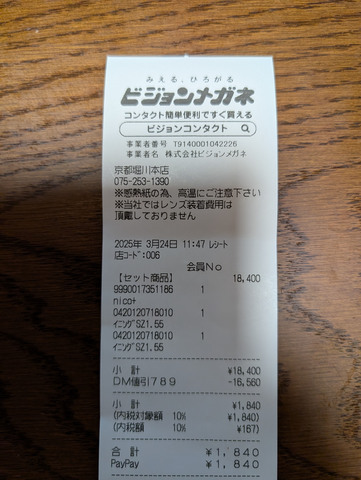 みえる、ひろがる
ビジョンメガネ
コンタクト簡単便利ですぐ買える
ビジョンコンタクト
事業者番号 T9140001042226
事業者名 株式会社ビジョンメガネ
京都堀川本店
075-253-1390
※感熱紙の為、高温にご注意下さい
※当社ではレンズ装着費用は
頂戴しておりません
2025年 3月24日 11:47 レシート
店コード:006
会員No
【セット商品】 18,400
9990017351186 1
nico+
0420120718010 1
イニングSZ1.55
0420120718010 1
イニングSZ1.55
小 計 ¥18,400
DM値引789 -16,560
小 計 ¥1,840
(内税対象額 10% ¥1,840)
(内税額 10% ¥167)
合 計 ¥1,840
PayPay ¥1,840